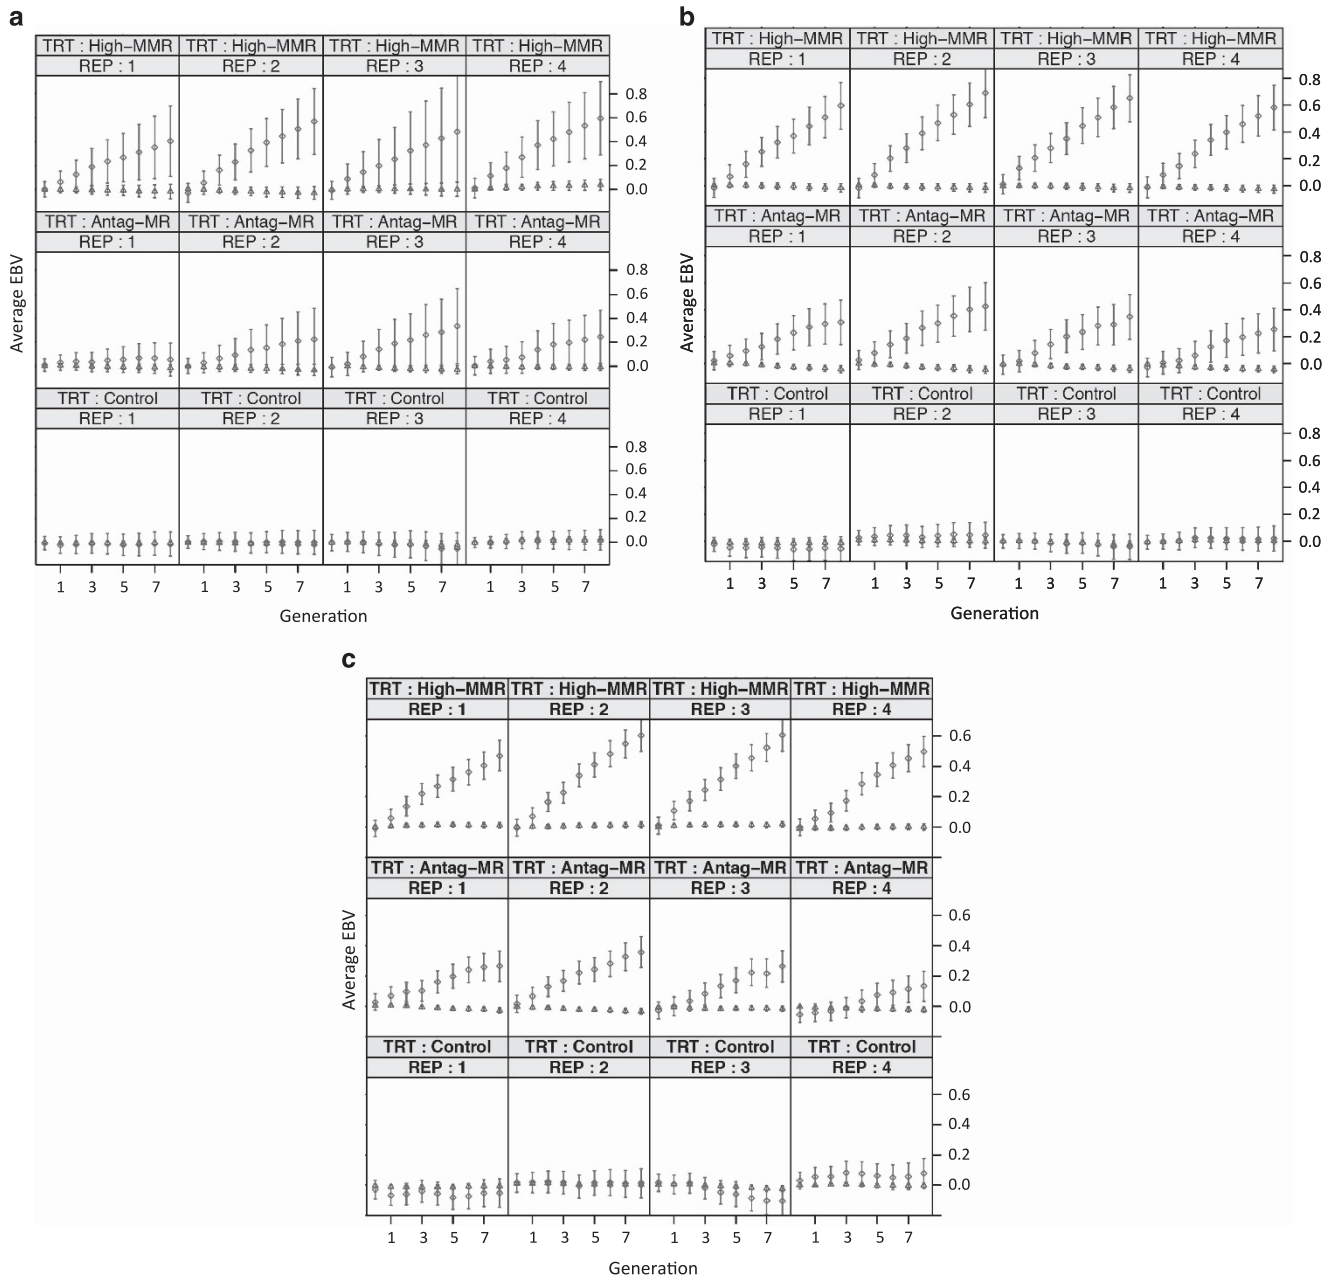 a
TRT : High−MMR TRT : High−MMR TRT : High−MMR TRT : High−MMR
REP : 1 REP : 2 REP : 3 REP : 4
0.8
0.6
0.4
0.2
0.0
TRT : Antag−MR TRT : Antag−MR TRT : Antag−MR TRT : Antag−MR
REP : 1 REP : 2 REP : 3 REP : 4
Average EBV
0.8
0.6
0.4
0.2
0.0
TRT : Control TRT : Control TRT : Control TRT : Control
REP : 1 REP : 2 REP : 3 REP : 4
0.8
0.6
0.4
0.2
0.0
1 3 5 7 1 3 5 7 1 3 5 7 1 3 5 7
Generation
b
TRT : High−MMR TRT : High−MMR TRT : High−MMR TRT : High−MMR
REP : 1 REP : 2 REP : 3 REP : 4
0.8
0.6
0.4
0.2
0.0
TRT : Antag−MR TRT : Antag−MR TRT : Antag−MR TRT : Antag−MR
REP : 1 REP : 2 REP : 3 REP : 4
Average EBV
0.8
0.6
0.4
0.2
0.0
TRT : Control TRT : Control TRT : Control TRT : Control
REP : 1 REP : 2 REP : 3 REP : 4
0.8
0.6
0.4
0.2
0.0
1 3 5 7 1 3 5 7 1 3 5 7 1 3 5 7
Generation
c
TRT : High−MMR TRT : High−MMR TRT : High−MMR TRT : High−MMR
REP : 1 REP : 2 REP : 3 REP : 4
0.6
0.4
0.2
0.0
TRT : Antag−MR TRT : Antag−MR TRT : Antag−MR TRT : Antag−MR
REP : 1 REP : 2 REP : 3 REP : 4
Average EBV
0.6
0.4
0.2
0.0
TRT : Control TRT : Control TRT : Control TRT : Control
REP : 1 REP : 2 REP : 3 REP : 4
0.6
0.4
0.2
0.0
1 3 5 7 1 3 5 7 1 3 5 7 1 3 5 7
Generation